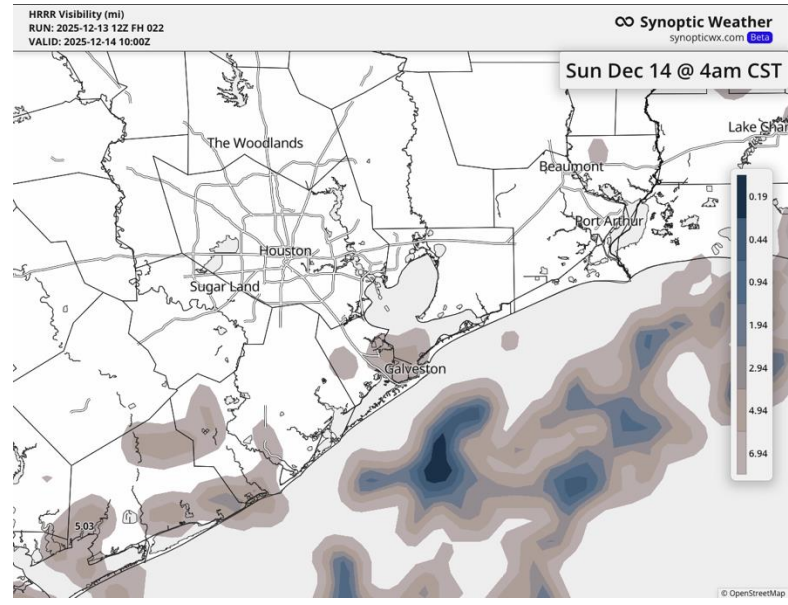 HRRR Visibility (mi)
RUN: 2025-12-13 12Z FH 022
VALID: 2025-12-14 10:00Z
Synoptic Weather
synopticwx.com Beta
Sun Dec 14 @ 4am CST
The Woodlands
Lake Char
Beaumont
Port Arthur
Houston
Sugar Land
Galveston
5.03
0.19
0.44
0.94
1.94
2.94
4.94
6.94
© OpenStreetMap